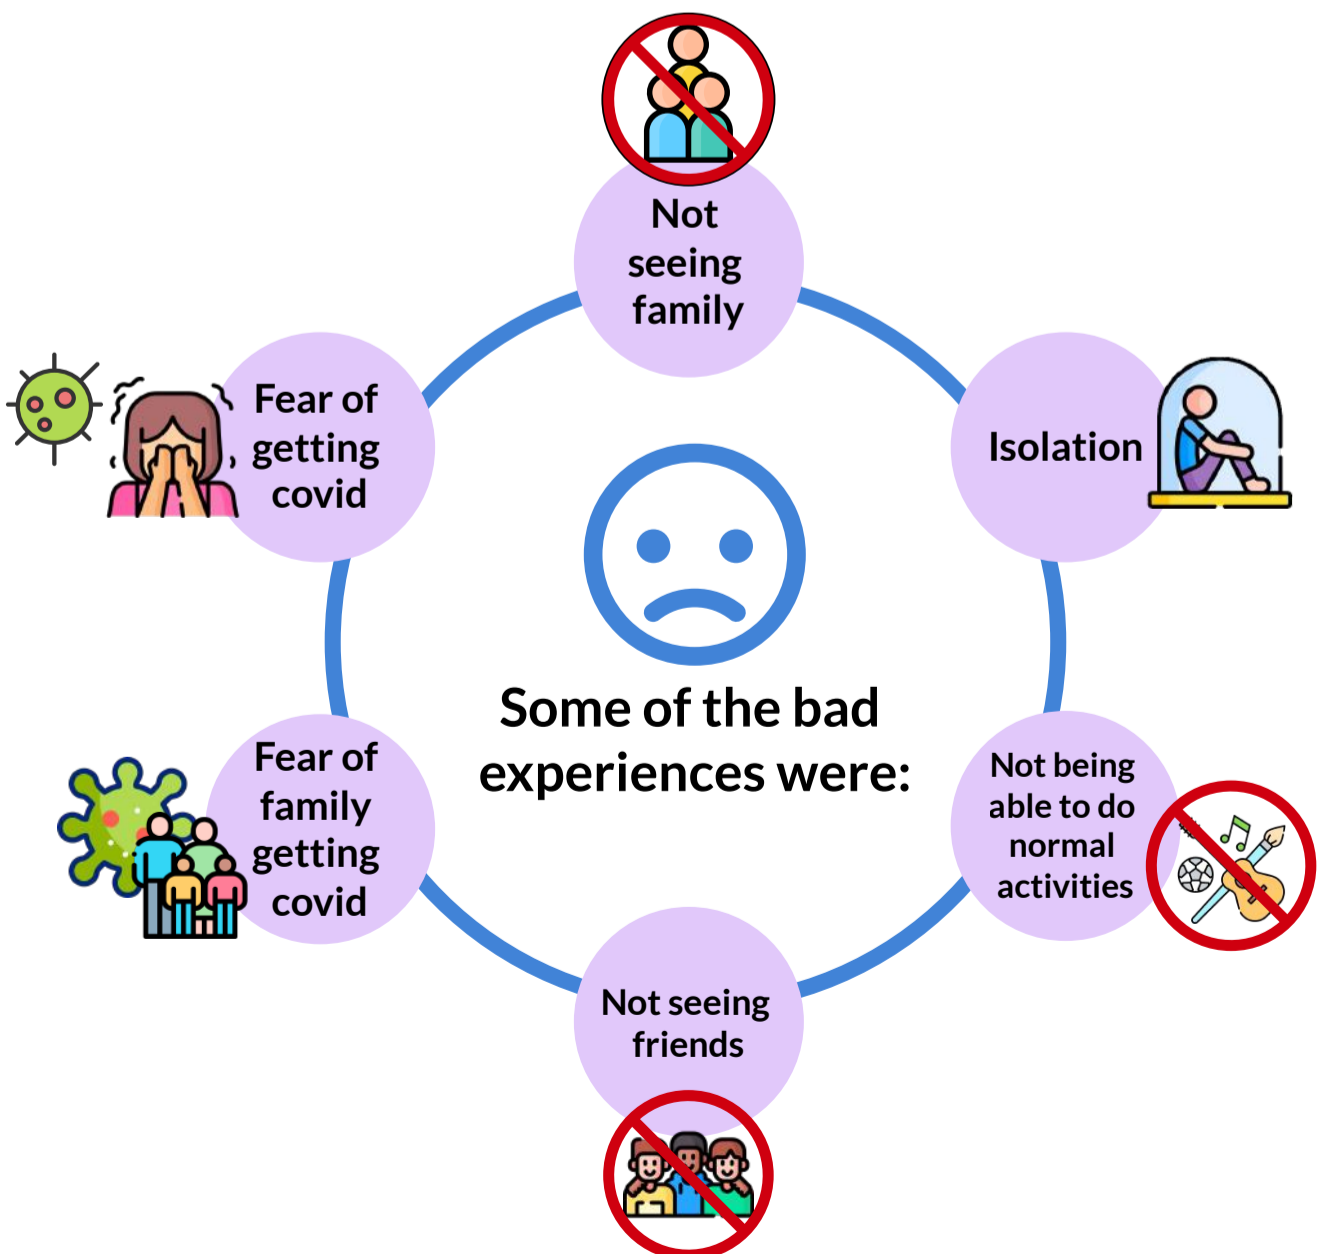 Not
seeing
family
Isolation
Not being
able to do
normal
activities
Not seeing
friends
Fear of
family
getting
covid
Fear of
getting
covid
Some of the bad
experiences were: